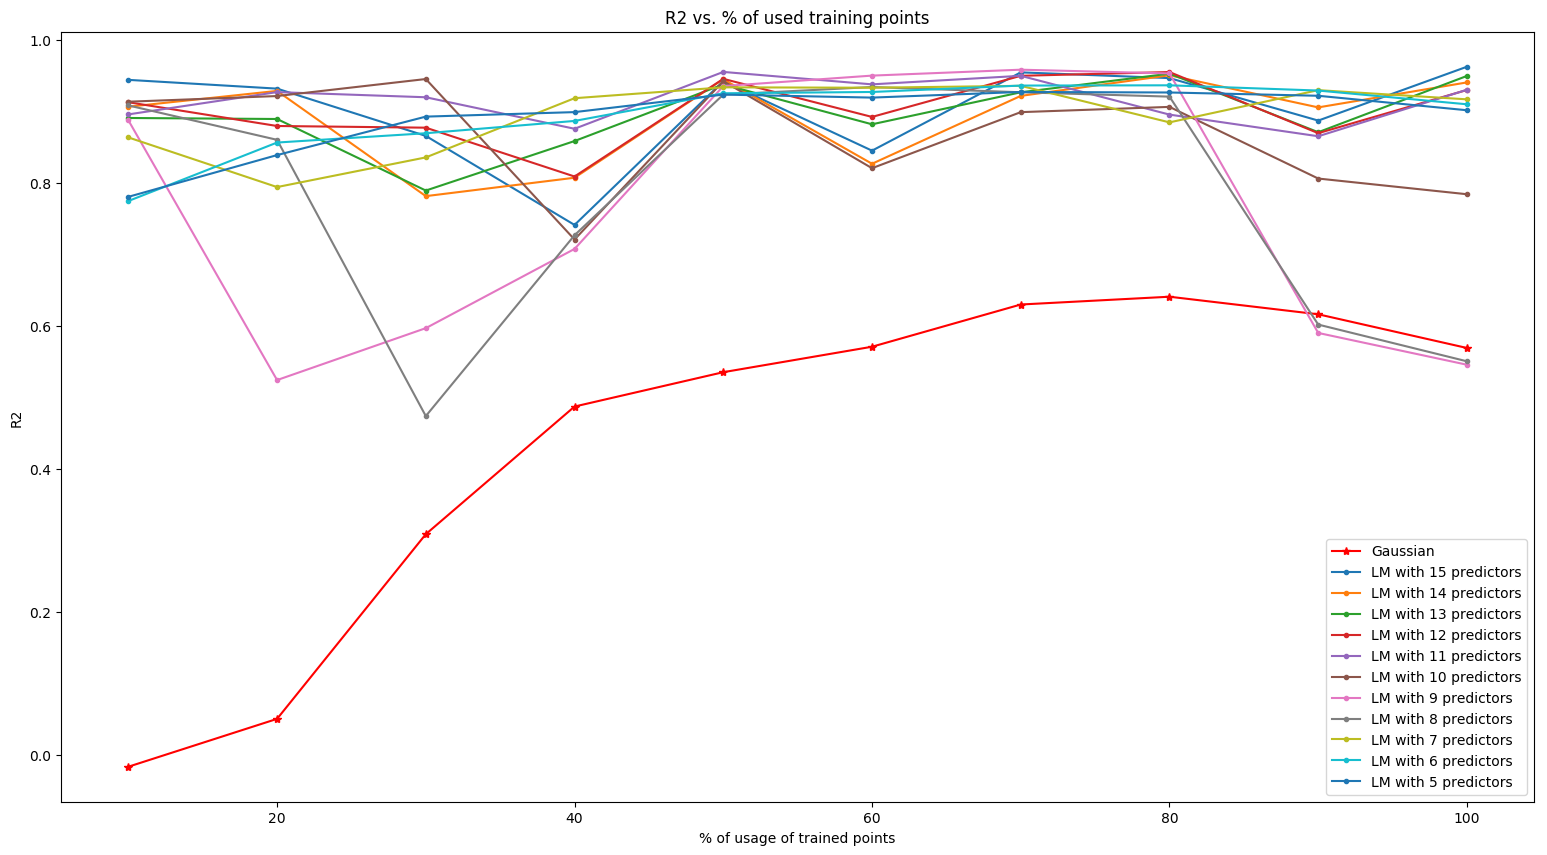 R2 vs. % of used training points
1.0
0.8
0.6
0.4
0.2
0.0
R2
20
40
60
80
100
% of usage of trained points
Gaussian
LM with 15 predictors
LM with 14 predictors
LM with 13 predictors
LM with 12 predictors
LM with 11 predictors
LM with 10 predictors
LM with 9 predictors
LM with 8 predictors
LM with 7 predictors
LM with 6 predictors
LM with 5 predictors